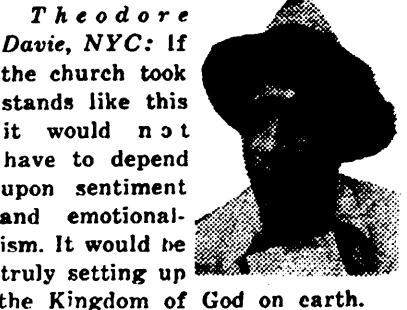 Theodore
Davie, NYC: If
the church took
stands like this
it would not
have to depend
upon sentiment
and emotional-
ism. It would be
truly setting up
the Kingdom of God on earth.